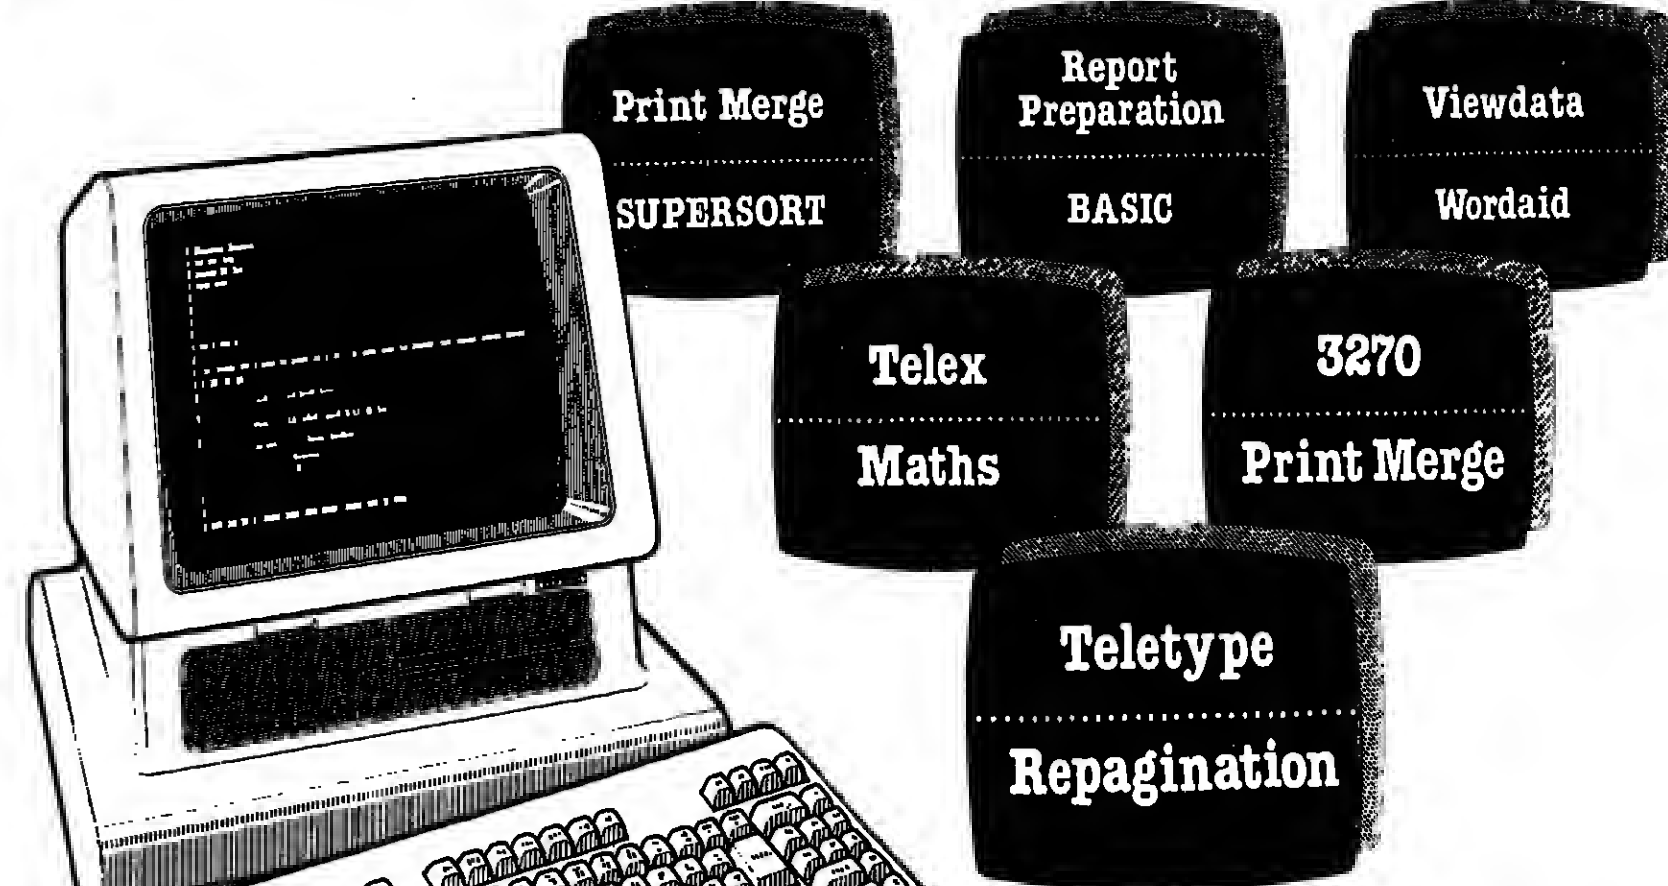 Print Merge
SUPERSORT
Report
Preparation
BASIC
Viewdata
Wordaid
Telex
Maths
3270
Print Merge
Teletype
Repagination